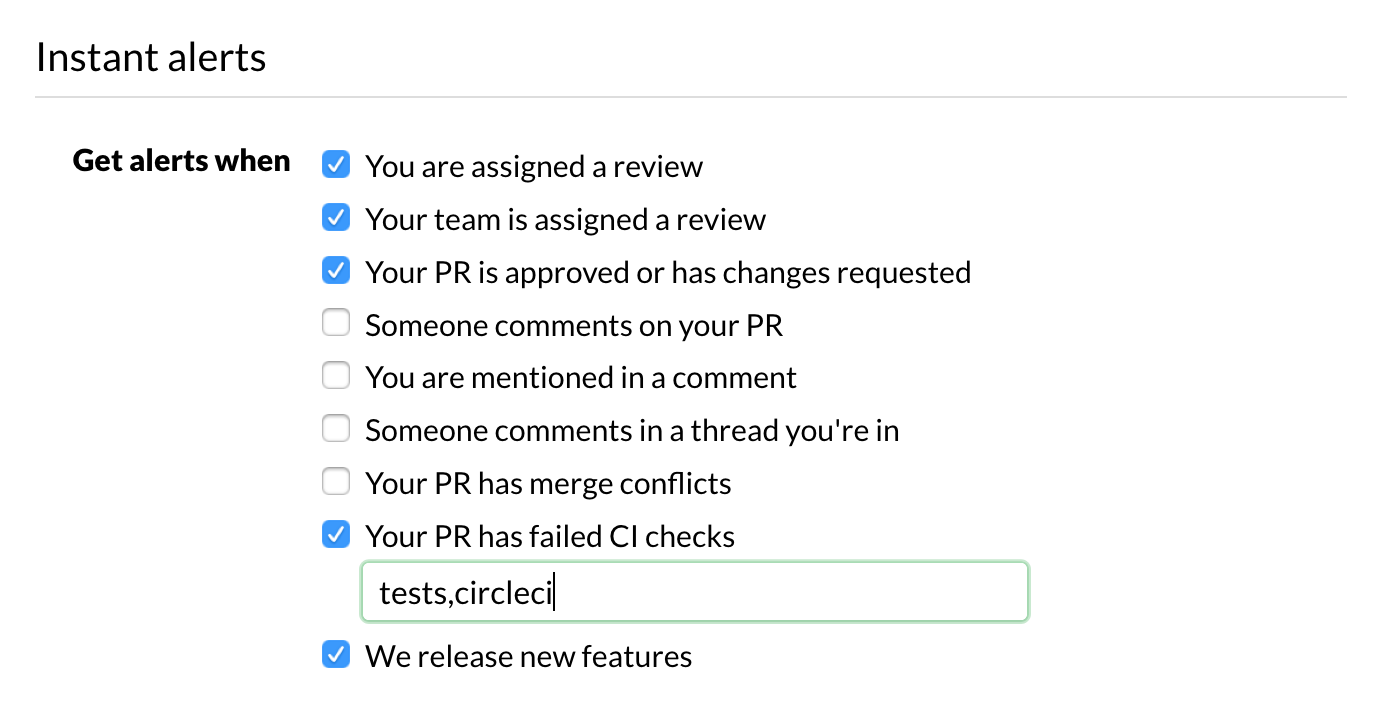 Instant alerts
Get alerts when
You are assigned a review
Your team is assigned a review
Your PR is approved or has changes requested
Someone comments on your PR
You are mentioned in a comment
Someone comments in a thread you're in
Your PR has merge conflicts
Your PR has failed CI checks
tests,circleci
We release new features